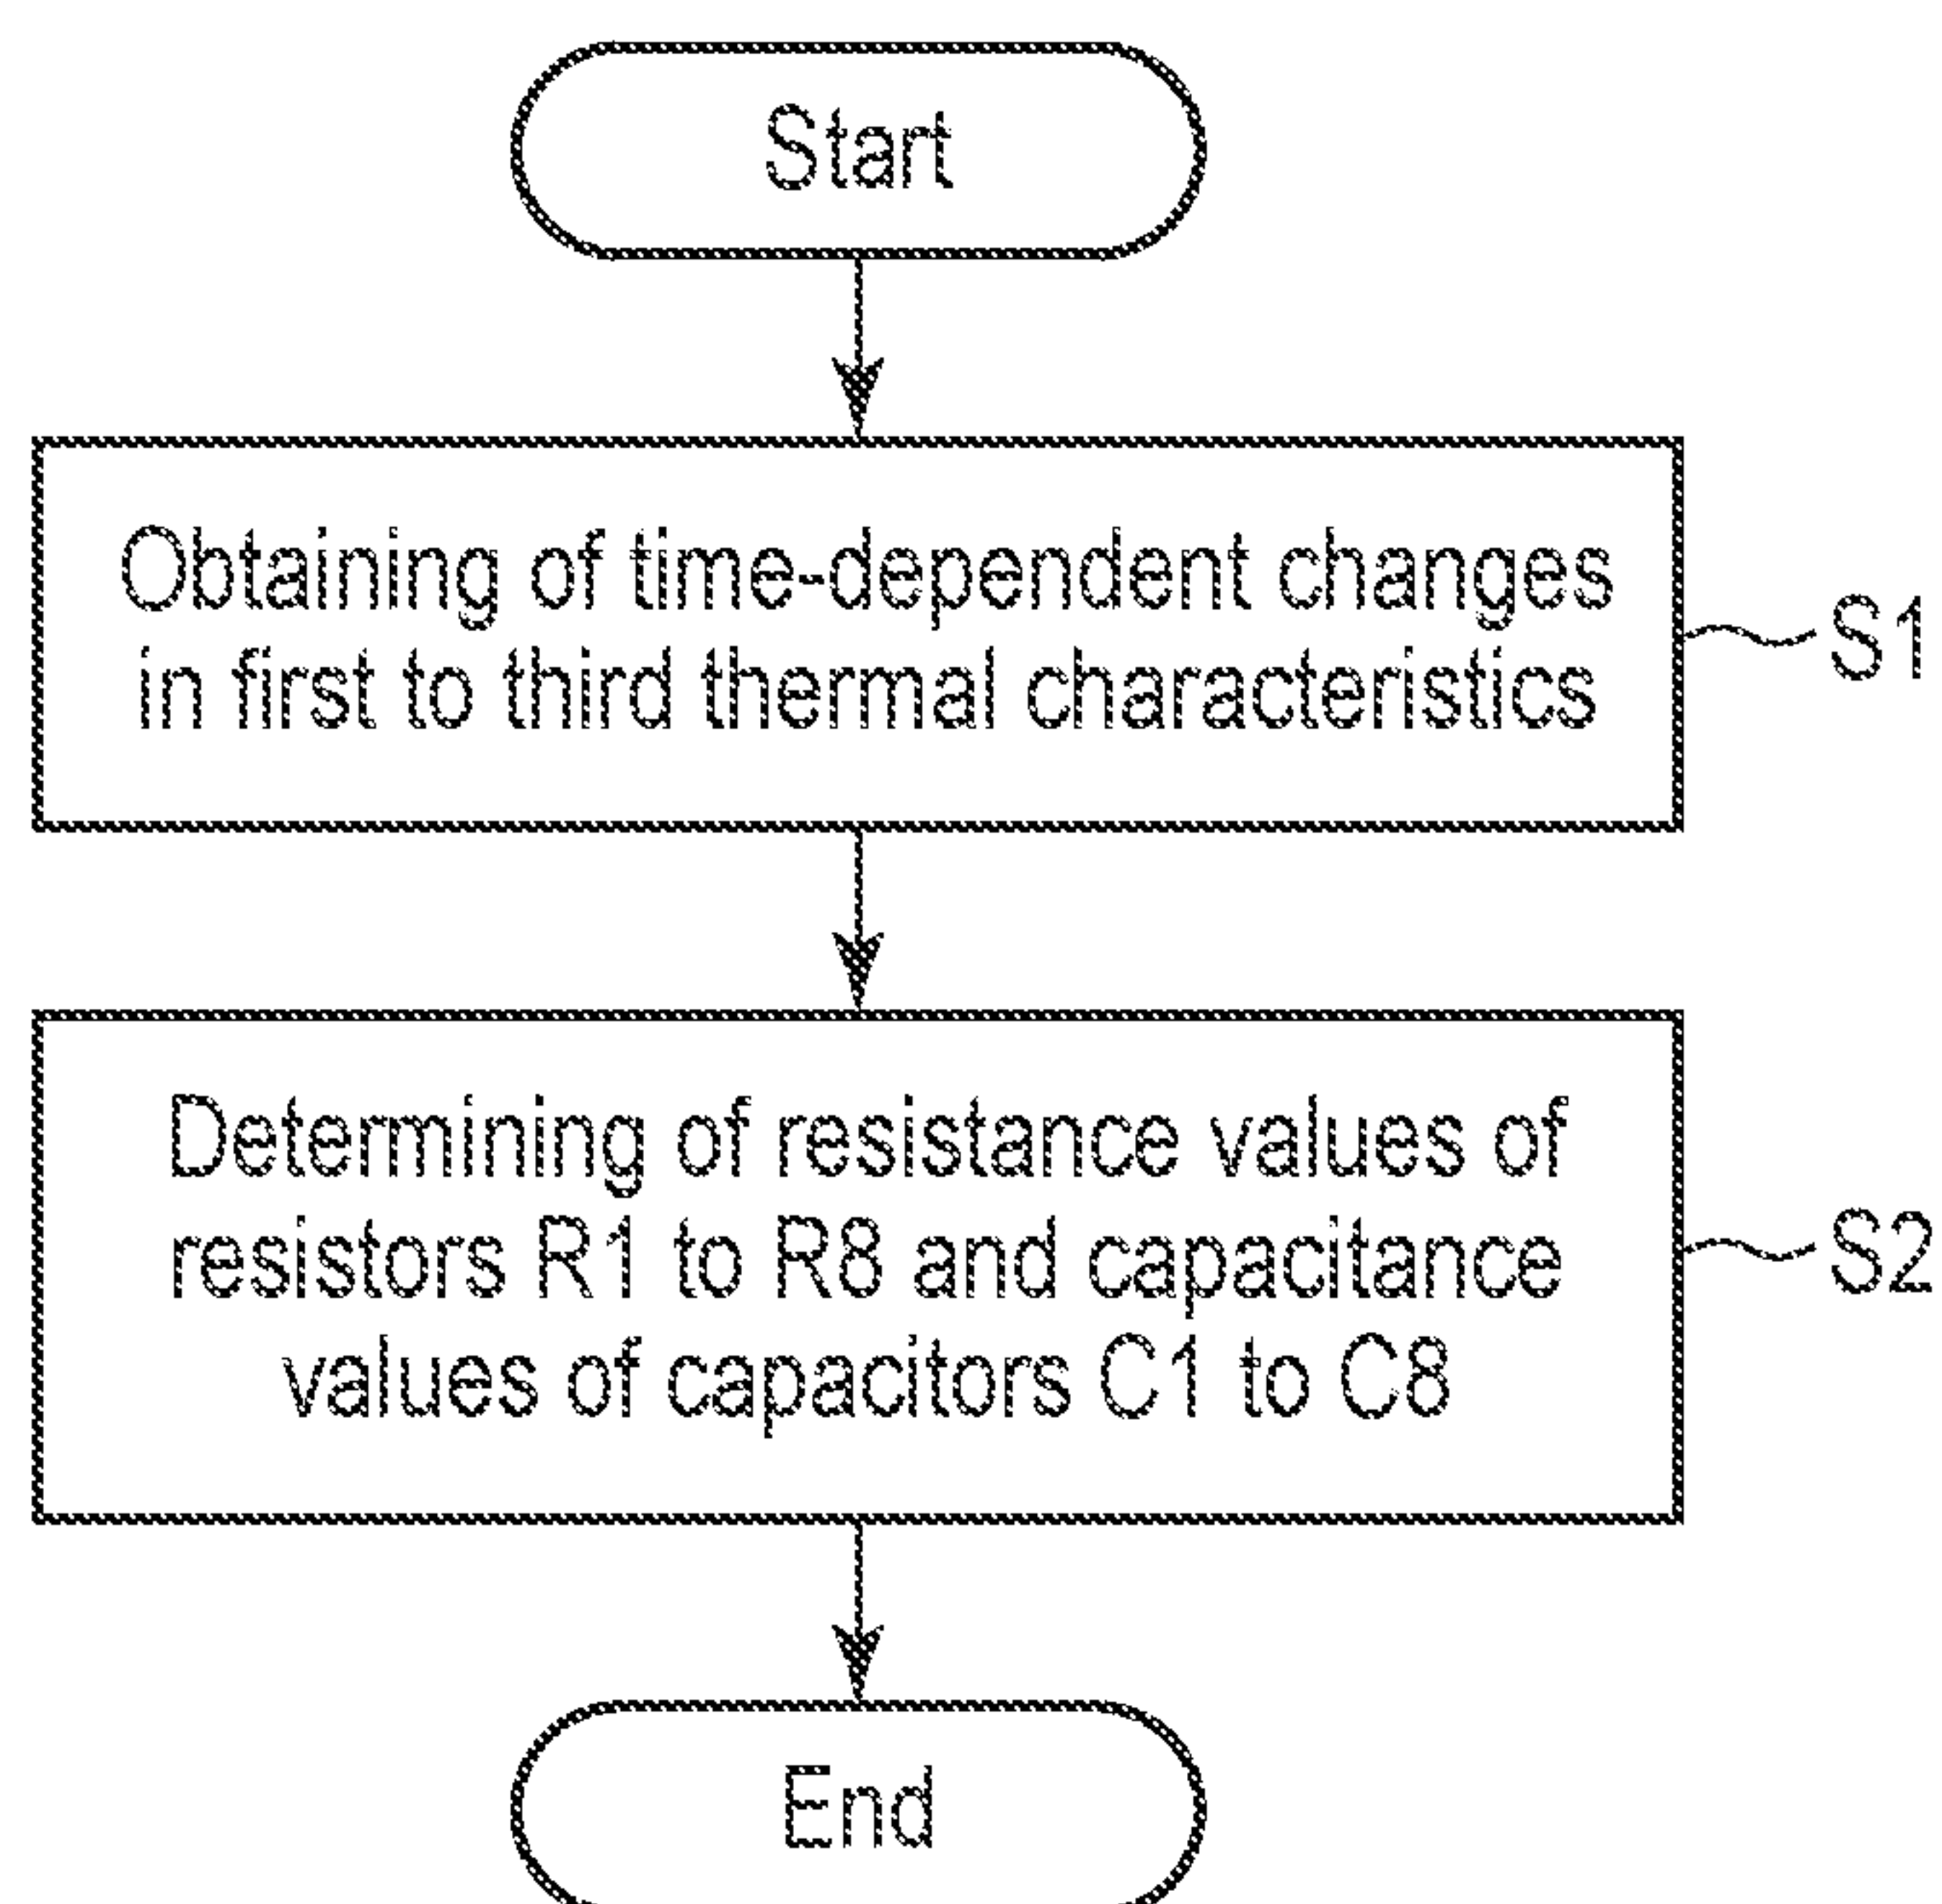 Start
Obtaining of time-dependent changes
in first to third thermal characteristics
S1
Determining of resistance values of
resistors R1 to R8 and capacitance
values of capacitors C1 to C8
S2
End